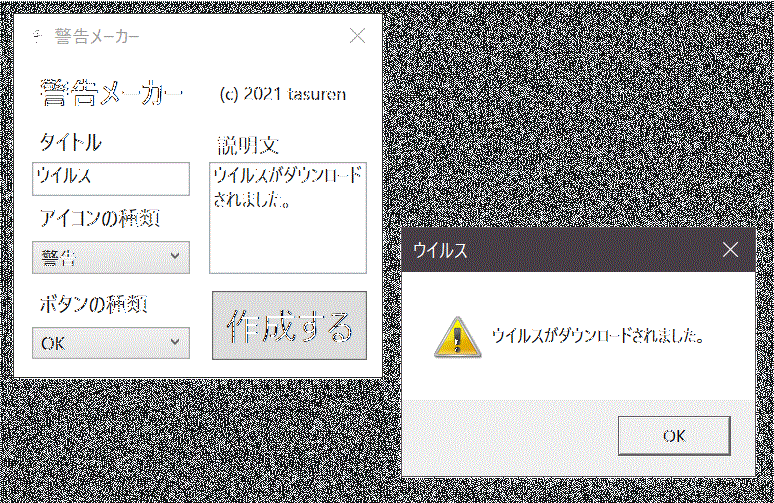 警告メーカー
警告メーカー
(c) 2021 tasuren
タイトル
説明文
ウイルス
ウイルスがダウンロード
されました。
アイコンの種類
警告
ボタンの種類
OK
作成する
ウイルス
ウイルスがダウンロードされました。
OK